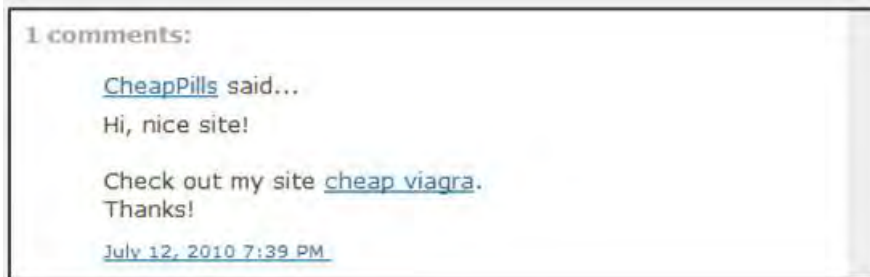 1 comments:
CheapPills said...
Hi, nice site!
Check out my site cheap viagra.
Thanks!
July 12, 2010 7:39 PM